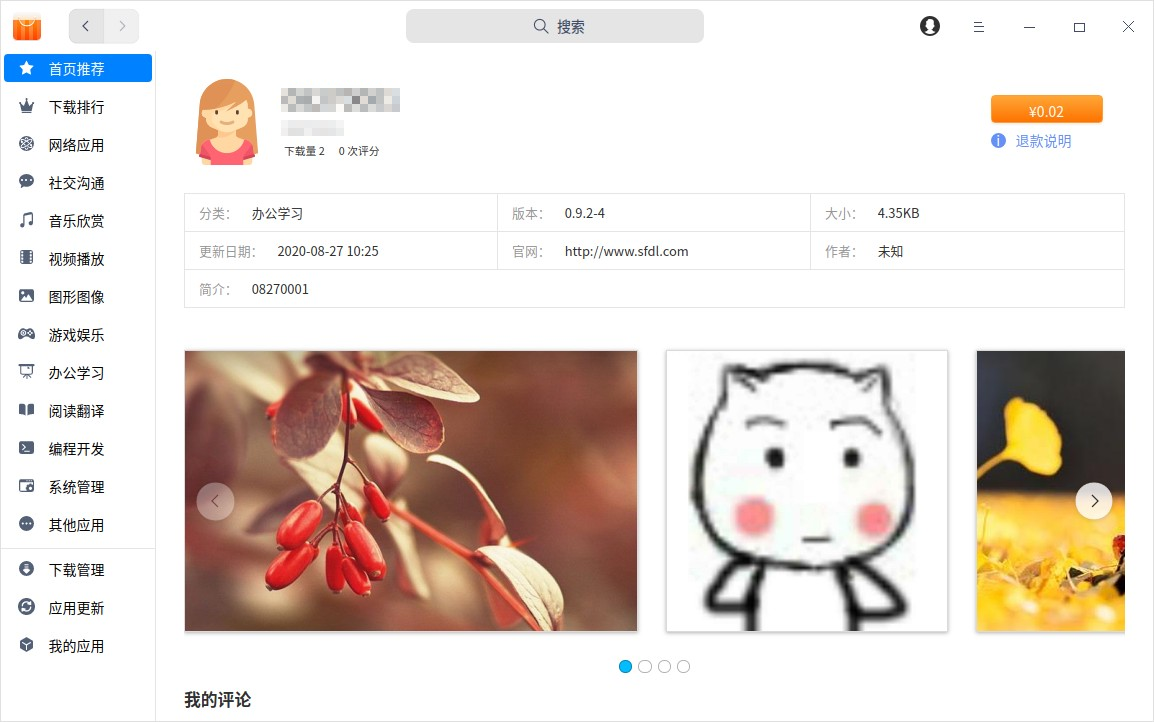 搜索
首页推荐
下载排行
网络应用
社交沟通
音乐欣赏
视频播放
图形图像
游戏娱乐
办公学习
阅读翻译
编程开发
系统管理
其他应用
下载管理
应用更新
我的应用
下载量 2 0 次评分
¥0.02
退款说明
分类： 办公学习 版本： 0.9.2-4 大小： 4.35KB
更新日期： 2020-08-27 10:25 官网： http://www.sfdl.com 作者： 未知
简介： 08270001
我的评论